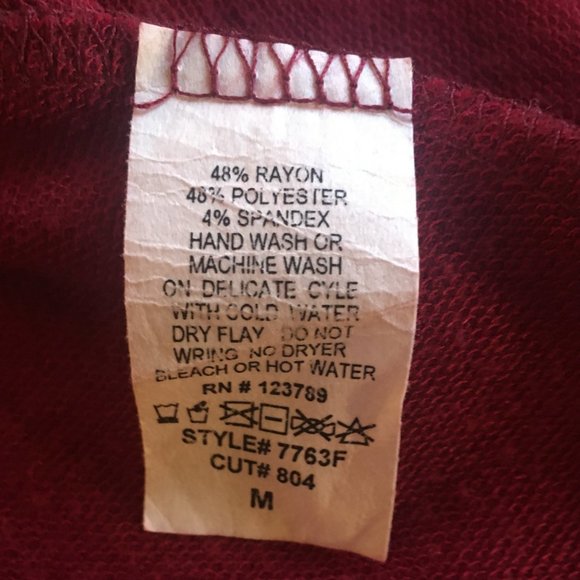 48% RAYON
48% POLYESTER
4% SPANDEX
HAND WASH OR
MACHINE WASH
ON DELICATE CYLE
WITH COLD WATER
DRY FLAY DO NOT
WRING NO DRYER
BLEACH OR HOT WATER
RN # 123789
STYLE# 7763F
CUT# 804
M